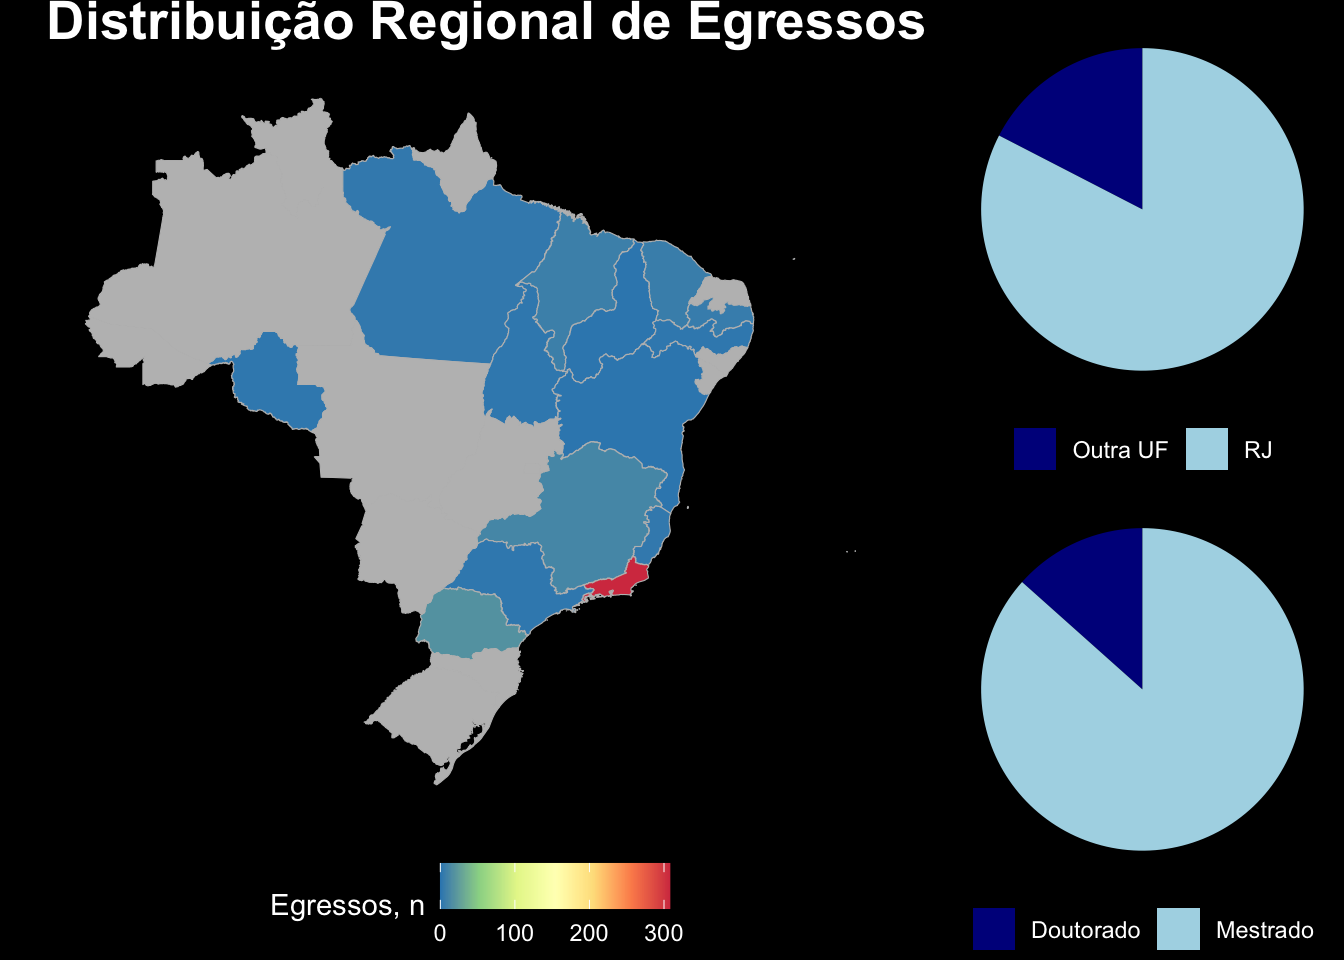 Distribuição Regional de Egressos
Outra UF
RJ
Egressos, n
0 100 200 300
Doutorado
Mestrado